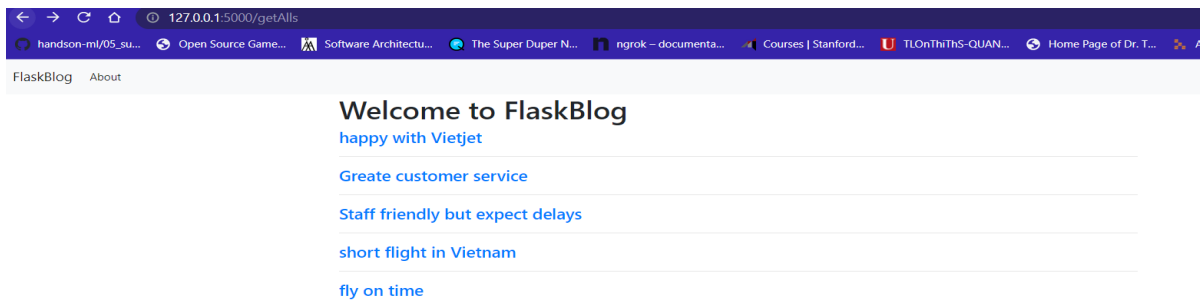 127.0.0.1:5000/getAlls
handson-ml/05_su... Open Source Game... Software Architectu... The Super Duper N... ngrok – documenta... Courses | Stanford... TLOnThiThS-QUAN... Home Page of Dr. T... A
FlaskBlog About
Welcome to FlaskBlog
happy with Vietjet
Greate customer service
Staff friendly but expect delays
short flight in Vietnam
fly on time